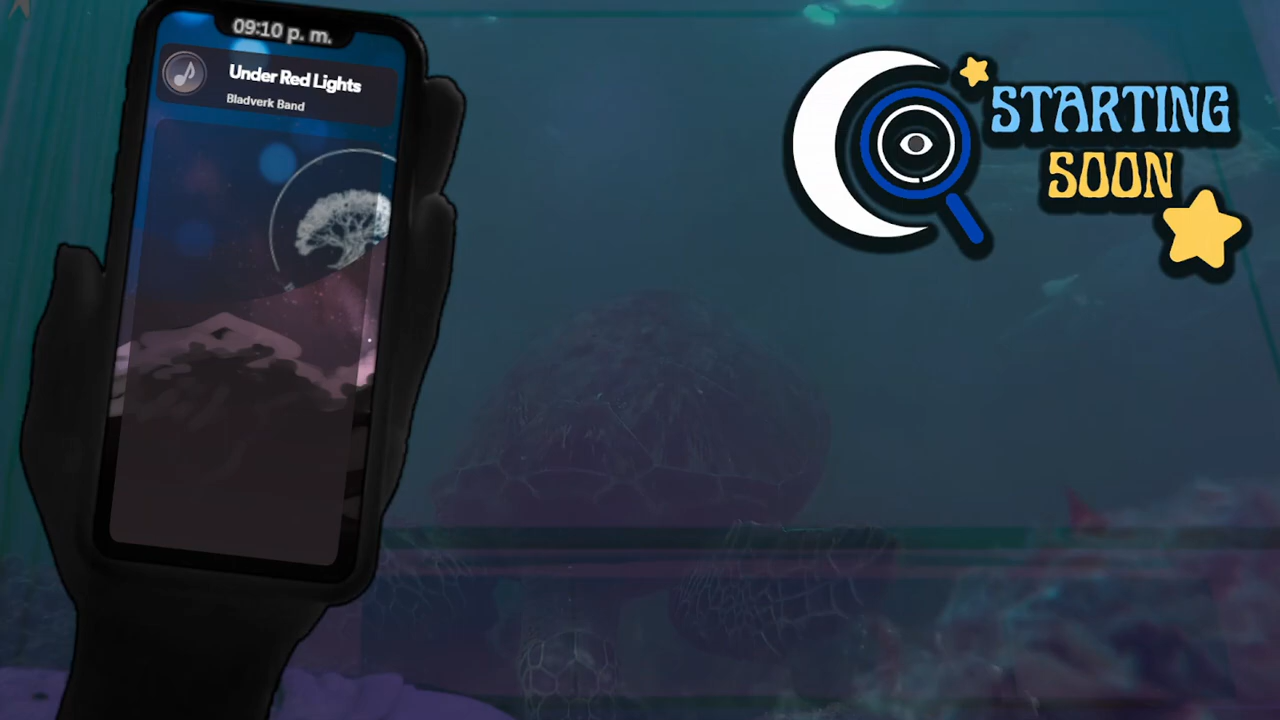 09:10 p. m.
Under Red Lights
Bladverk Band
STARTING
SOON